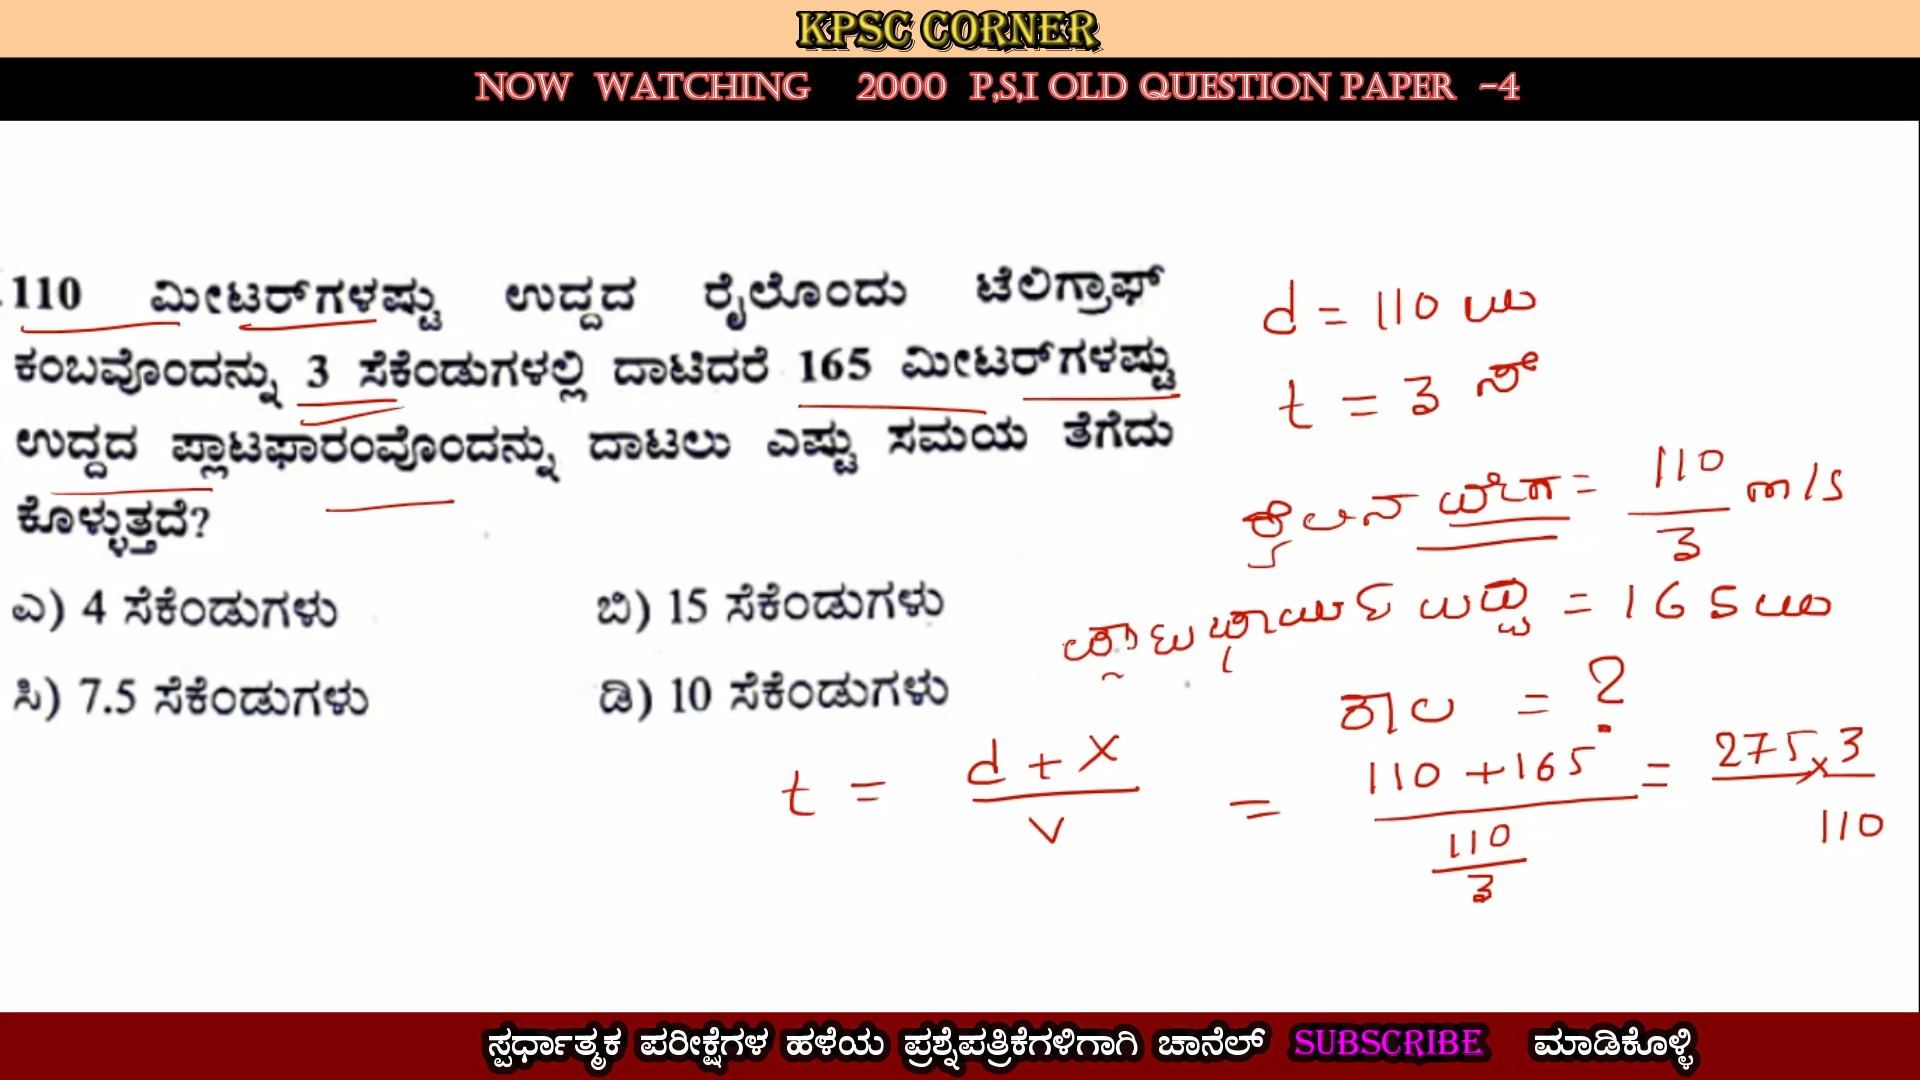 KPSC CORNER
NOW WATCHING 2000 P,S,I OLD QUESTION PAPER -4
110 ಮೀಟರ್‌ಗಳಷ್ಟು ಉದ್ದದ ರೈಲೊಂದು ಟೆಲಿಗ್ರಾಫ್
ಕಂಬವೊಂದನ್ನು 3 ಸೆಕೆಂಡುಗಳಲ್ಲಿ ದಾಟಿದರೆ 165 ಮೀಟರ್‌ಗಳಷ್ಟು
ಉದ್ದದ ಪ್ಲಾಟಫಾರಂವೊಂದನ್ನು ದಾಟಲು ಎಷ್ಟು ಸಮಯ ತೆಗೆದು
ಕೊಳ್ಳುತ್ತದೆ?
ಎ) 4 ಸೆಕೆಂಡುಗಳು ಬಿ) 15 ಸೆಕೆಂಡುಗಳು
ಸಿ) 7.5 ಸೆಕೆಂಡುಗಳು ಡಿ) 10 ಸೆಕೆಂಡುಗಳು
d = 110 ಮೀ
t = 3 ಸೆ
ರೈಲಿನ ವೇಗ = 110/3 m/s
= 165 ಮೀ
ಕಾಲ = ?
t = d + x / v = 110 + 165 / 110/3 = 275 × 3 / 110
ಸ್ಪರ್ಧಾತ್ಮಕ ಪರೀಕ್ಷೆಗಳ ಹಳೆಯ ಪ್ರಶ್ನೆಪತ್ರಿಕೆಗಳಿಗಾಗಿ ಚಾನೆಲ್ SUBSCRIBE ಮಾಡಿಕೊಳ್ಳಿ